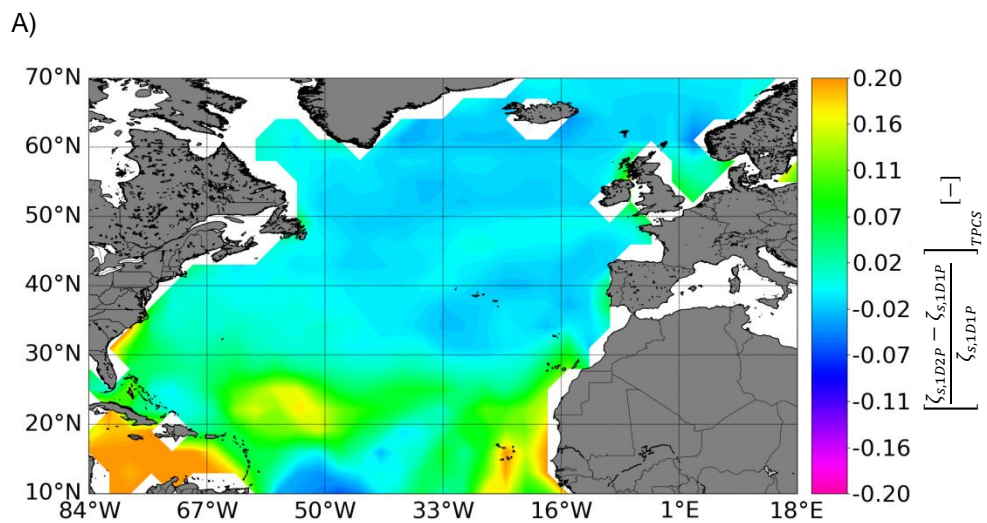 A)
70°N
60°N
50°N
40°N
30°N
20°N
10°N
84°W 67°W 50°W 33°W 16°W 1°E 18°E
0.20
0.16
0.11
0.07
0.02
-0.02
-0.07
-0.11
-0.16
-0.20
[(ζs,1D2P − ζs,1D1P) / ζs,1D1P]TPCS [−]